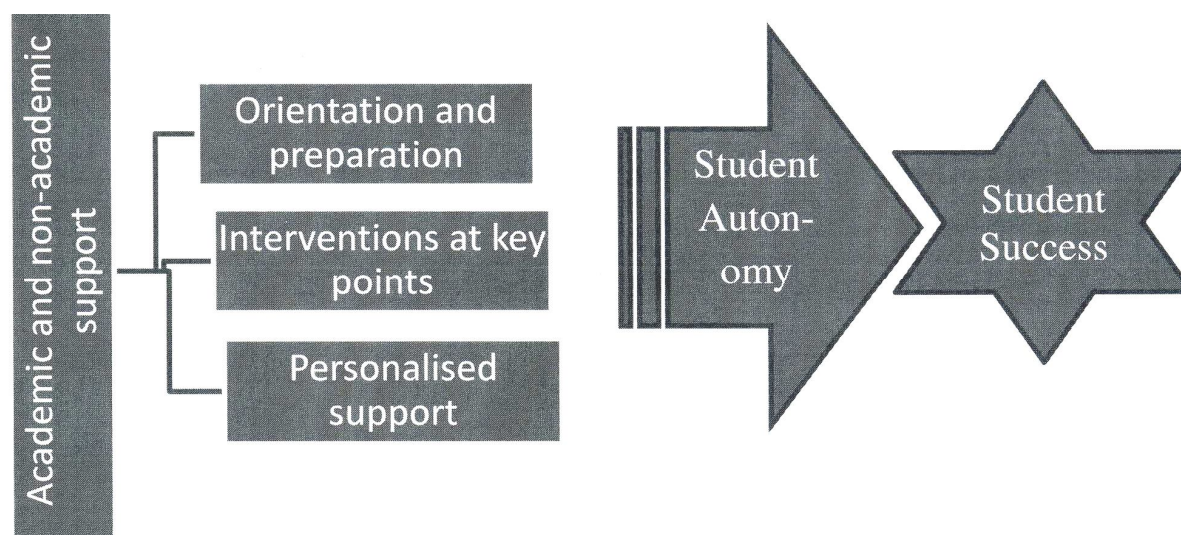 Academic and non-academic
support
Orientation and
preparation
Interventions at key
points
Personalised
support
Student
Auton-
omy
Student
Success